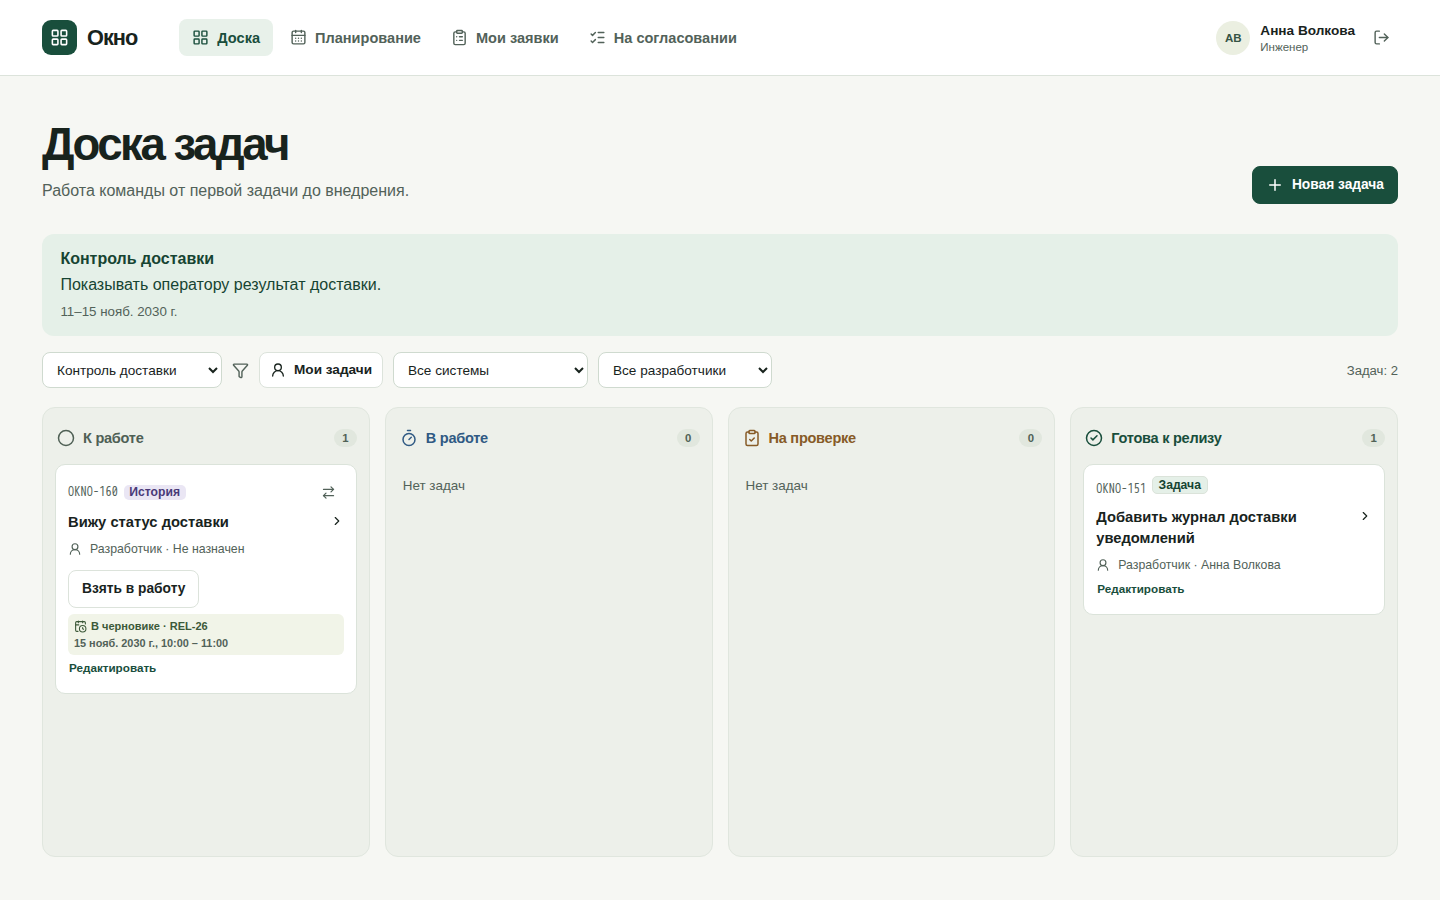 Окно
Доска
Планирование
Мои заявки
На согласовании
АВ
Анна Волкова
Инженер
Доска задач
Работа команды от первой задачи до внедрения.
Новая задача
Контроль доставки
Показывать оператору результат доставки.
11–15 нояб. 2030 г.
Контроль доставки
Мои задачи
Все системы
Все разработчики
Задач: 2
К работе
1
ОКНО-160
История
Вижу статус доставки
Разработчик · Не назначен
Взять в работу
В черновике · REL-26
15 нояб. 2030 г., 10:00 – 11:00
Редактировать
В работе
0
Нет задач
На проверке
0
Нет задач
Готова к релизу
1
ОКНО-151
Задача
Добавить журнал доставки
уведомлений
Разработчик · Анна Волкова
Редактировать